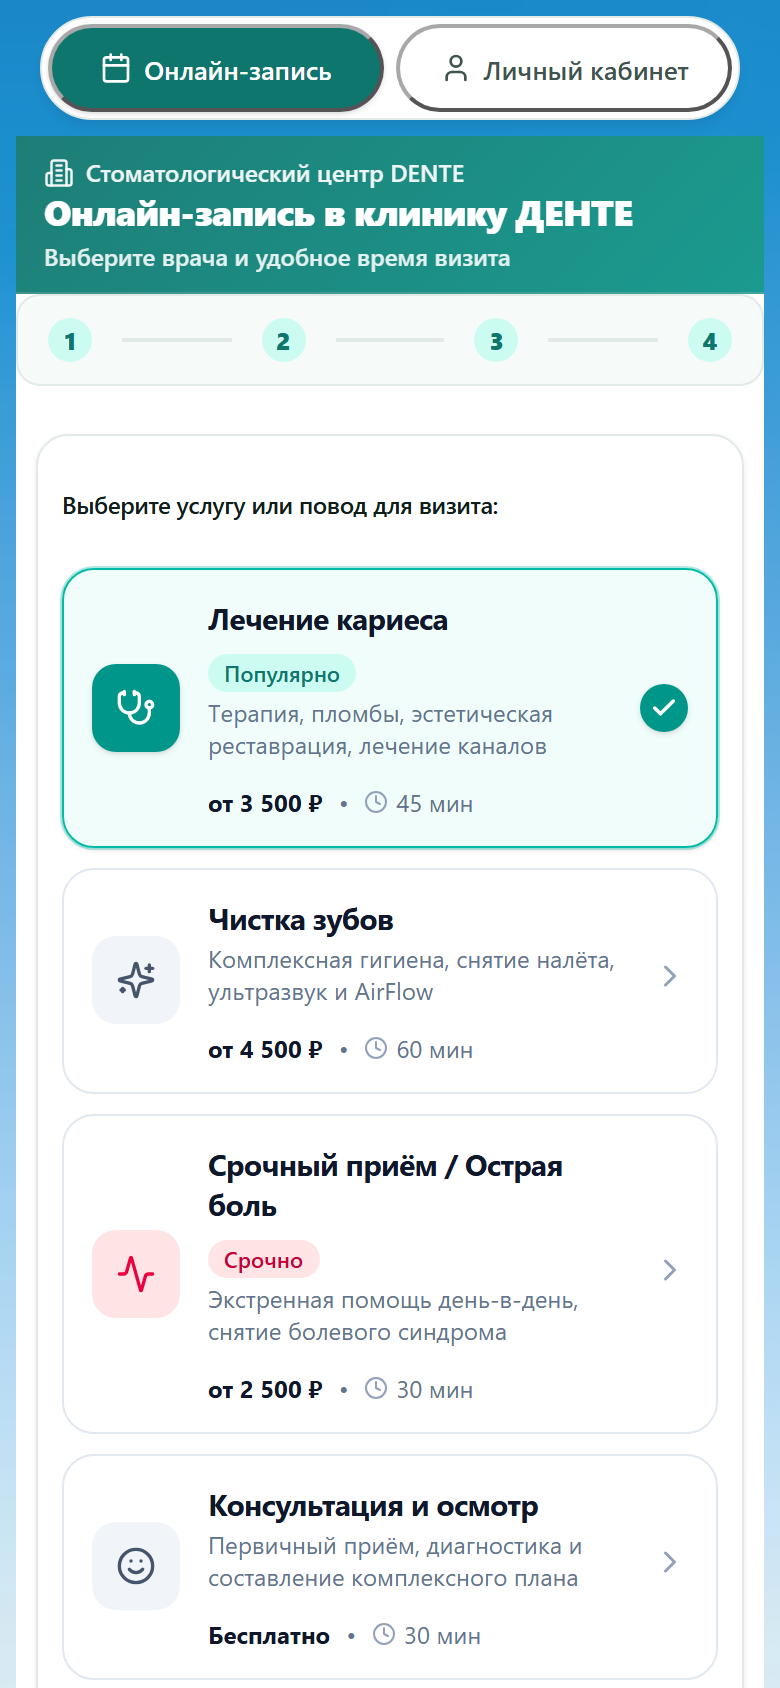 Онлайн-запись
Личный кабинет
Стоматологический центр DENTE
Онлайн-запись в клинику ДЕНТЕ
Выберите врача и удобное время визита
1 2 3 4
Выберите услугу или повод для визита:
Лечение кариеса
Популярно
Терапия, пломбы, эстетическая
реставрация, лечение каналов
от 3 500 ₽ • 45 мин
Чистка зубов
Комплексная гигиена, снятие налёта,
ультразвук и AirFlow
от 4 500 ₽ • 60 мин
Срочный приём / Острая
боль
Срочно
Экстренная помощь день-в-день,
снятие болевого синдрома
от 2 500 ₽ • 30 мин
Консультация и осмотр
Первичный приём, диагностика и
составление комплексного плана
Бесплатно • 30 мин